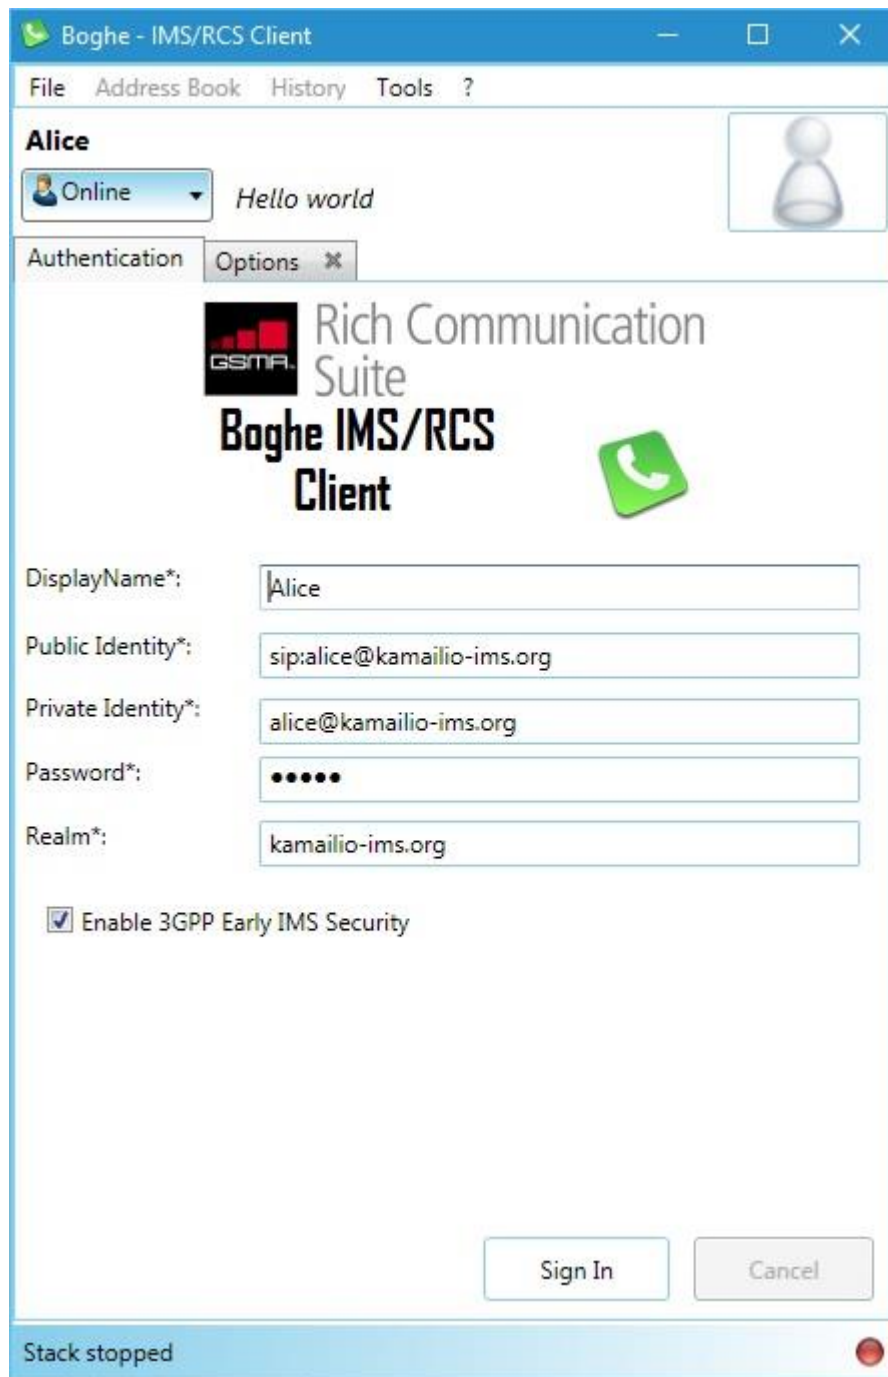 Boghe - IMS/RCS Client
File Address Book History Tools ?
Alice
Online Hello world
Authentication Options
GSMA
Rich Communication
Suite
Boghe IMS/RCS
Client
DisplayName*: Alice
Public Identity*: sip:alice@kamailio-ims.org
Private Identity*: alice@kamailio-ims.org
Password*: •••••
Realm*: kamailio-ims.org
Enable 3GPP Early IMS Security
Sign In Cancel
Stack stopped